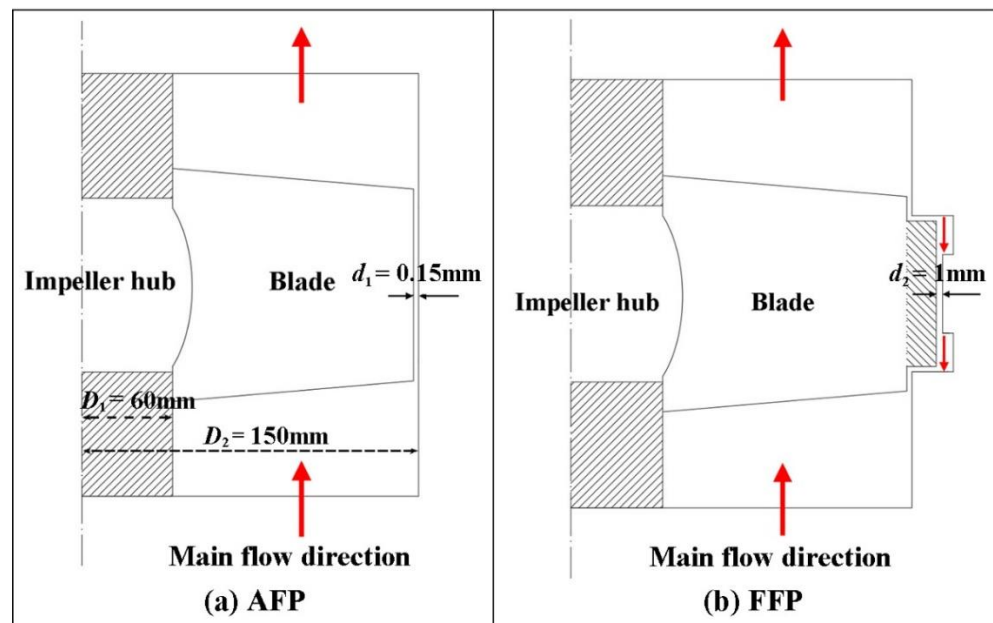 Impeller hub
Blade
d₁ = 0.15mm
D₁ = 60mm
D₂ = 150mm
Main flow direction
(a) AFP
Impeller hub
Blade
d₂ = 1mm
Main flow direction
(b) FFP